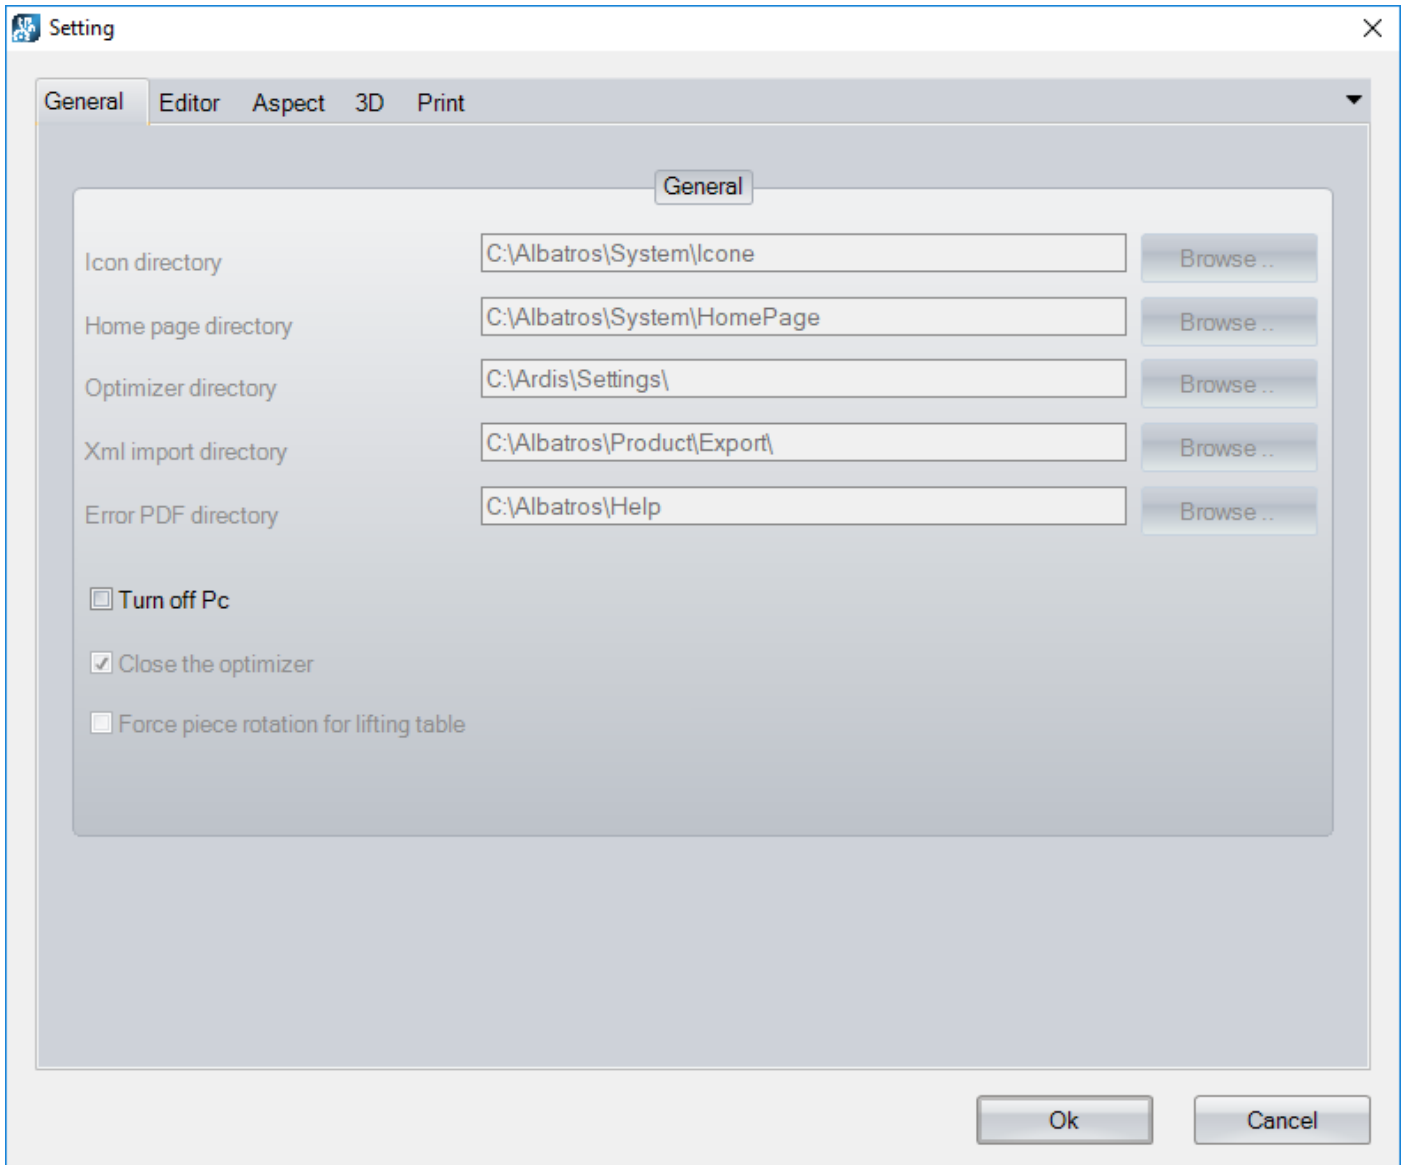 Setting
General Editor Aspect 3D Print
General
Icon directory C:\Albatros\System\Icone Browse ..
Home page directory C:\Albatros\System\HomePage Browse ..
Optimizer directory C:\Ardis\Settings\ Browse ..
Xml import directory C:\Albatros\Product\Export\ Browse ..
Error PDF directory C:\Albatros\Help Browse ..
Turn off Pc
Close the optimizer
Force piece rotation for lifting table
Ok Cancel